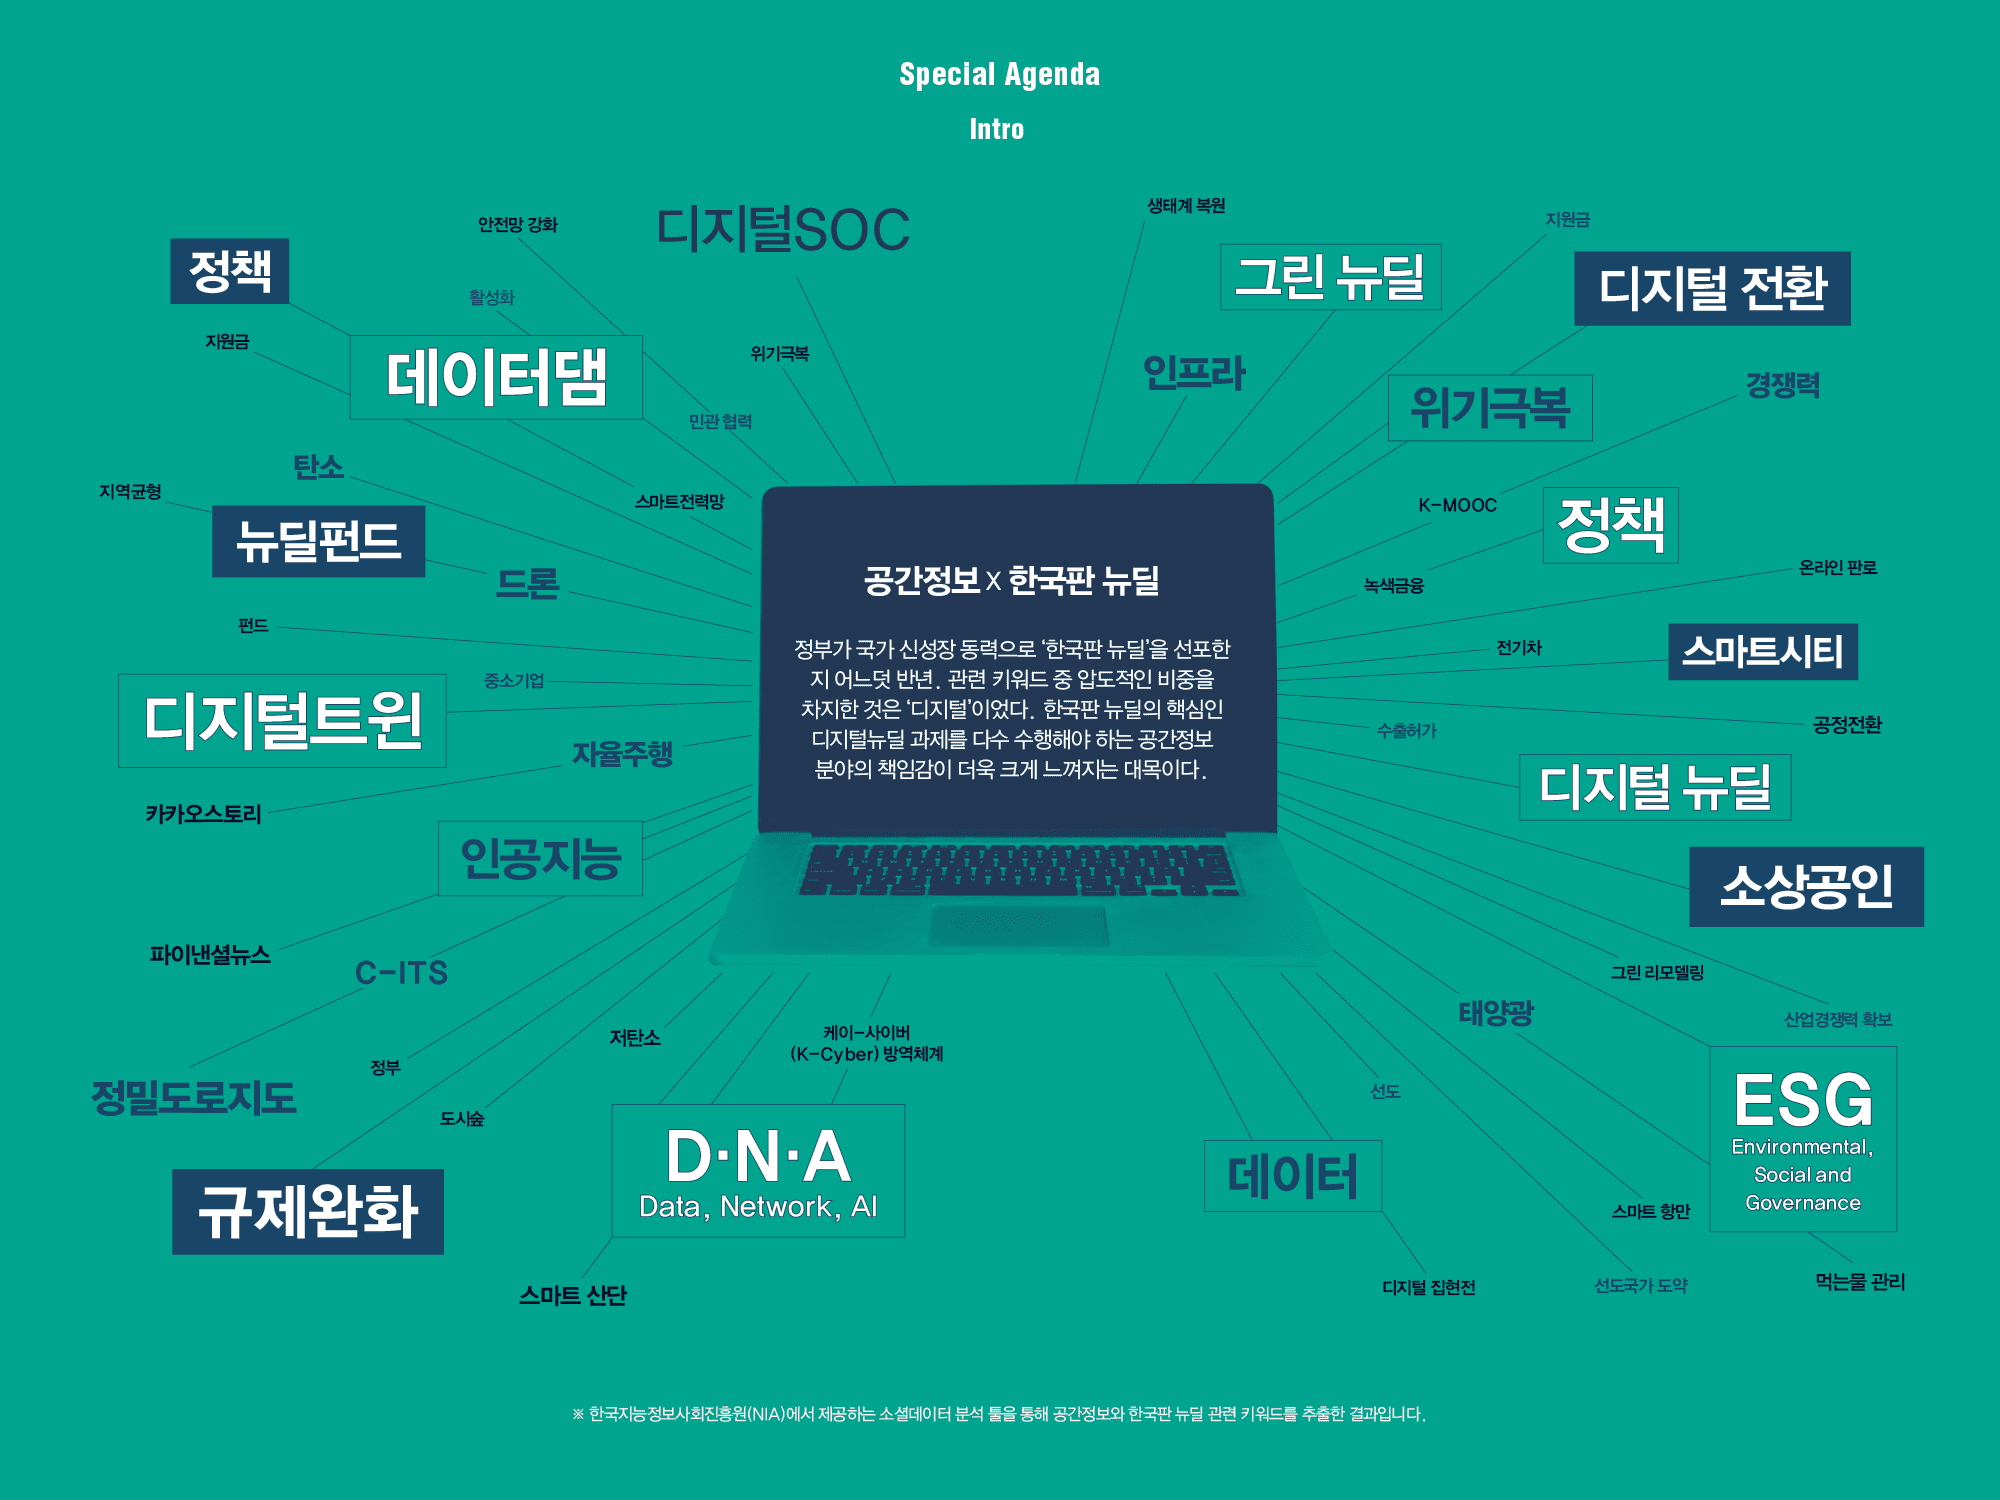 Special Agenda
Intro
안전망 강화
디지털SOC
생태계 복원
지원금
정책
그린 뉴딜
디지털 전환
활성화
지원금
데이터댐
위기극복
인프라
위기극복
경쟁력
민관 협력
탄소
지역균형
스마트전력망
K-MOOC
정책
뉴딜펀드
드론
녹색금융
온라인 판로
펀드
전기차
스마트시티
중소기업
디지털트윈
자율주행
수출허가
공정전환
카카오스토리
디지털 뉴딜
인공지능
소상공인
공간정보 X 한국판 뉴딜
정부가 국가 신성장 동력으로 ‘한국판 뉴딜’을 선포한
지 어느덧 반년. 관련 키워드 중 압도적인 비중을
차지한 것은 ‘디지털’이었다. 한국판 뉴딜의 핵심인
디지털뉴딜 과제를 다수 수행해야 하는 공간정보
분야의 책임감이 더욱 크게 느껴지는 대목이다.
파이낸셜뉴스
C-ITS
그린 리모델링
태양광
산업경쟁력 확보
저탄소
케이-사이버
(K-Cyber) 방역체계
정부
정밀도로지도
도시숲
선도
ESG
Environmental,
Social and
Governance
D·N·A
Data, Network, AI
데이터
규제완화
스마트 항만
스마트 산단
디지털 집현전
선도국가 도약
먹는물 관리
※ 한국지능정보사회진흥원(NIA)에서 제공하는 소셜데이터 분석 툴을 통해 공간정보와 한국판 뉴딜 관련 키워드를 추출한 결과입니다.